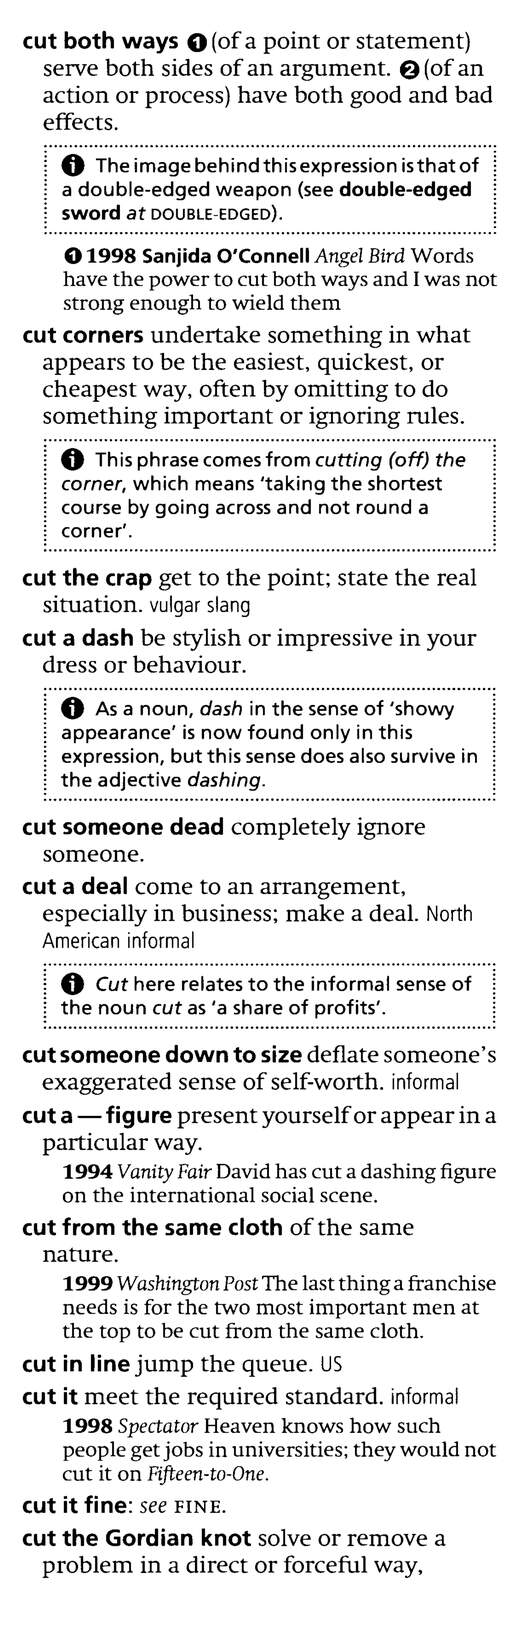 cut both ways ❶ (of a point or statement)
serve both sides of an argument. ❷ (of an
action or process) have both good and bad
effects.
ⓘ The image behind this expression is that of
a double-edged weapon (see double-edged
sword at DOUBLE-EDGED).
❶ 1998 Sanjida O'Connell Angel Bird Words
have the power to cut both ways and I was not
strong enough to wield them
cut corners undertake something in what
appears to be the easiest, quickest, or
cheapest way, often by omitting to do
something important or ignoring rules.
ⓘ This phrase comes from cutting (off) the
corner, which means 'taking the shortest
course by going across and not round a
corner'.
cut the crap get to the point; state the real
situation. vulgar slang
cut a dash be stylish or impressive in your
dress or behaviour.
ⓘ As a noun, dash in the sense of 'showy
appearance' is now found only in this
expression, but this sense does also survive in
the adjective dashing.
cut someone dead completely ignore
someone.
cut a deal come to an arrangement,
especially in business; make a deal. North
American informal
ⓘ Cut here relates to the informal sense of
the noun cut as 'a share of profits'.
cut someone down to size deflate someone's
exaggerated sense of self-worth. informal
cut a — figure present yourself or appear in a
particular way.
1994 Vanity Fair David has cut a dashing figure
on the international social scene.
cut from the same cloth of the same
nature.
1999 Washington Post The last thing a franchise
needs is for the two most important men at
the top to be cut from the same cloth.
cut in line jump the queue. US
cut it meet the required standard. informal
1998 Spectator Heaven knows how such
people get jobs in universities; they would not
cut it on Fifteen-to-One.
cut it fine: see FINE.
cut the Gordian knot solve or remove a
problem in a direct or forceful way,